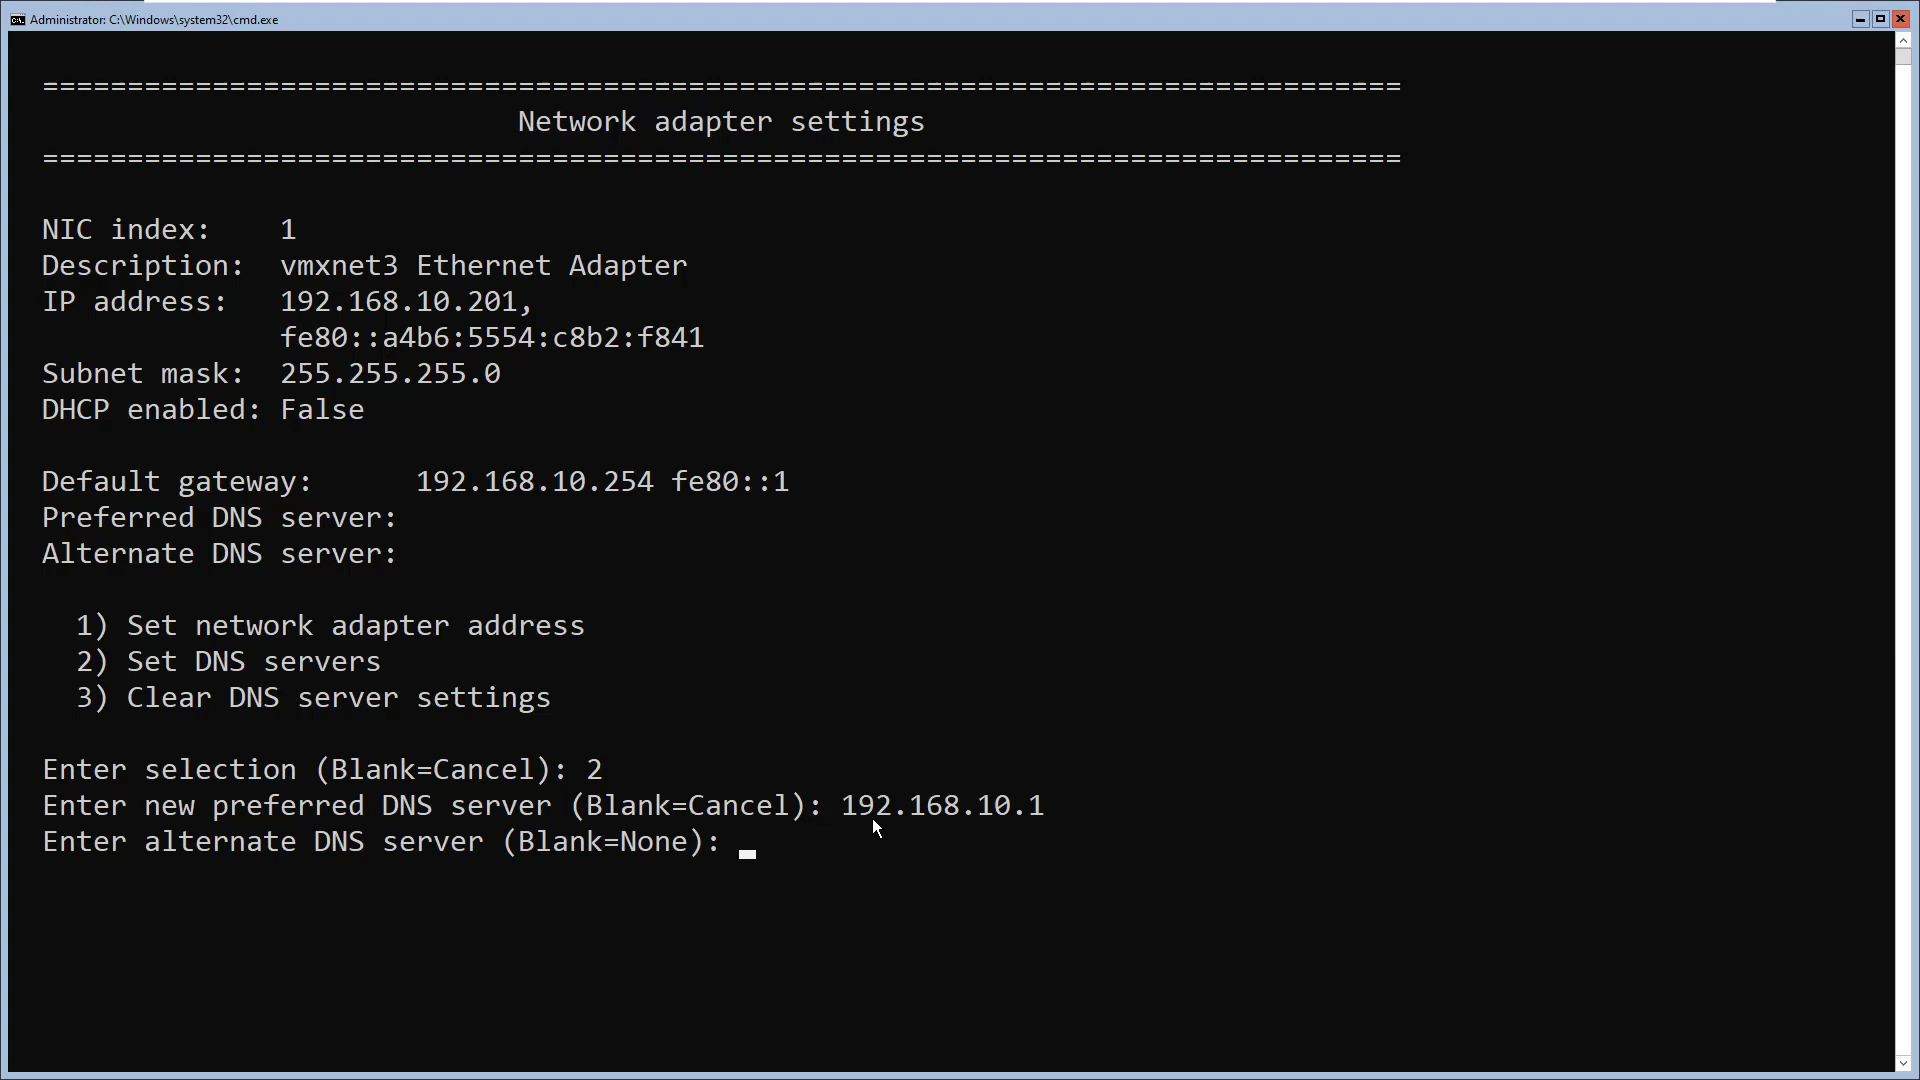 Administrator: C:\Windows\system32\cmd.exe
================================================================================
Network adapter settings
================================================================================
NIC index: 1
Description: vmxnet3 Ethernet Adapter
IP address: 192.168.10.201,
fe80::a4b6:5554:c8b2:f841
Subnet mask: 255.255.255.0
DHCP enabled: False
Default gateway: 192.168.10.254 fe80::1
Preferred DNS server:
Alternate DNS server:
1) Set network adapter address
2) Set DNS servers
3) Clear DNS server settings
Enter selection (Blank=Cancel): 2
Enter new preferred DNS server (Blank=Cancel): 192.168.10.1
Enter alternate DNS server (Blank=None):